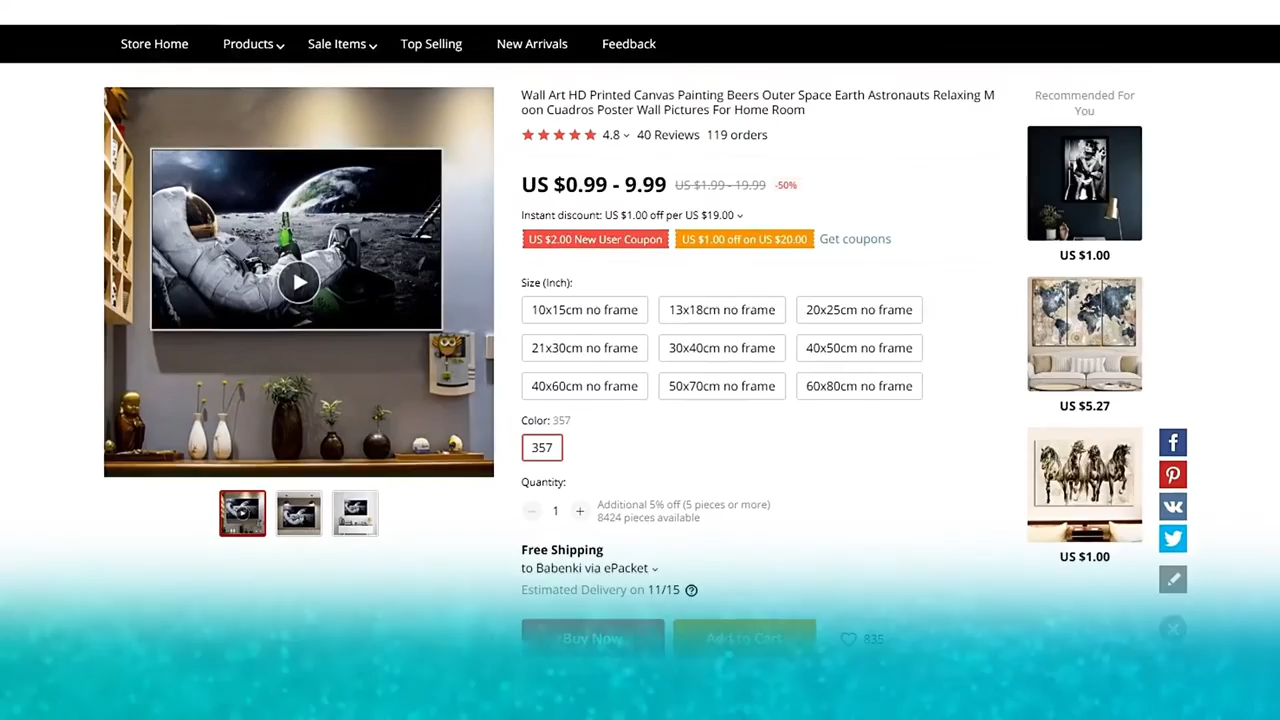 Store Home Products Sale Items Top Selling New Arrivals Feedback
Wall Art HD Printed Canvas Painting Beers Outer Space Earth Astronauts Relaxing M
oon Cuadros Poster Wall Pictures For Home Room
4.8 40 Reviews 119 orders
US $0.99 - 9.99 US $1.99 - 19.99 -50%
Instant discount: US $1.00 off per US $19.00
US $2.00 New User Coupon US $1.00 off on US $20.00 Get coupons
Size (Inch):
10x15cm no frame 13x18cm no frame 20x25cm no frame
21x30cm no frame 30x40cm no frame 40x50cm no frame
40x60cm no frame 50x70cm no frame 60x80cm no frame
Color: 357
357
Quantity:
1
Additional 5% off (5 pieces or more)
8424 pieces available
Free Shipping
to Babenki via ePacket
Estimated Delivery on 11/15
Buy Now Add to Cart 835
Recommended For
You
US $1.00
US $5.27
US $1.00